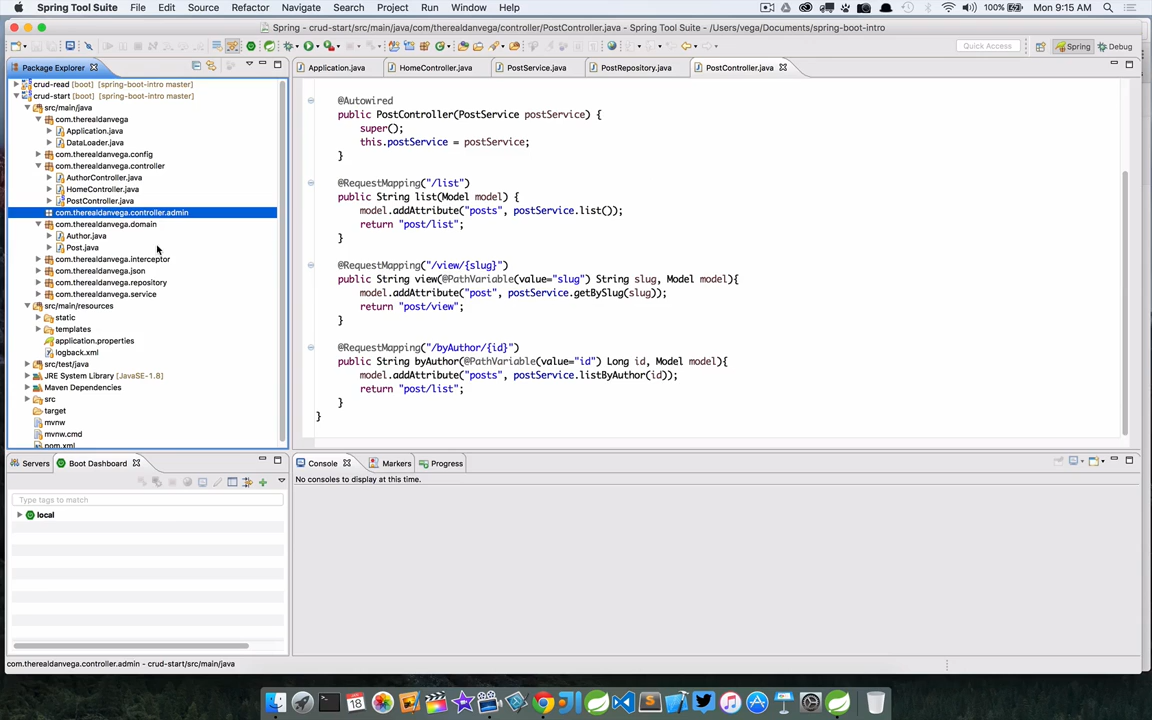 Spring Tool Suite File Edit Source Refactor Navigate Search Project Run Window Help 100% Mon 9:15 AM
Spring - crud-start/src/main/java/com/therealdanvega/controller/PostController.java - Spring Tool Suite - /Users/vega/Documents/spring-boot-intro
Quick Access Spring Debug
Package Explorer
Application.java HomeController.java PostService.java PostRepository.java PostController.java
crud-read [boot] [spring-boot-intro master]
crud-start [boot] [spring-boot-intro master]
src/main/java
com.therealdanvega
Application.java
DataLoader.java
com.therealdanvega.config
com.therealdanvega.controller
AuthorController.java
HomeController.java
PostController.java
com.therealdanvega.controller.admin
com.therealdanvega.domain
Author.java
Post.java
com.therealdanvega.interceptor
com.therealdanvega.json
com.therealdanvega.repository
com.therealdanvega.service
src/main/resources
static
templates
application.properties
logback.xml
src/test/java
JRE System Library [JavaSE-1.8]
Maven Dependencies
src
target
mvnw
mvnw.cmd
pom.xml
@Autowired
public PostController(PostService postService) {
super();
this.postService = postService;
}
@RequestMapping("/list")
public String list(Model model) {
model.addAttribute("posts", postService.list());
return "post/list";
}
@RequestMapping("/view/{slug}")
public String view(@PathVariable(value="slug") String slug, Model model){
model.addAttribute("post", postService.getBySlug(slug));
return "post/view";
}
@RequestMapping("/byAuthor/{id}")
public String byAuthor(@PathVariable(value="id") Long id, Model model){
model.addAttribute("posts", postService.listByAuthor(id));
return "post/list";
}
}
Servers Boot Dashboard
Type tags to match
local
Console Markers Progress
No consoles to display at this time.
com.therealdanvega.controller.admin - crud-start/src/main/java
18